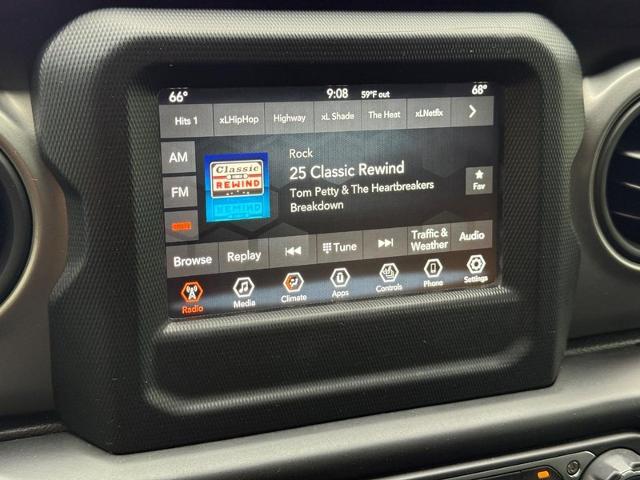 66° 9:08 59°F out 68°
Hits 1 xLHipHop Highway xL Shade The Heat xLNetflx
AM
FM
Classic
REWIND
Rock
25 Classic Rewind
Tom Petty & The Heartbreakers
Breakdown
Fav
Browse Replay Tune Traffic & Weather Audio
Radio Media Climate Apps Controls Phone Settings